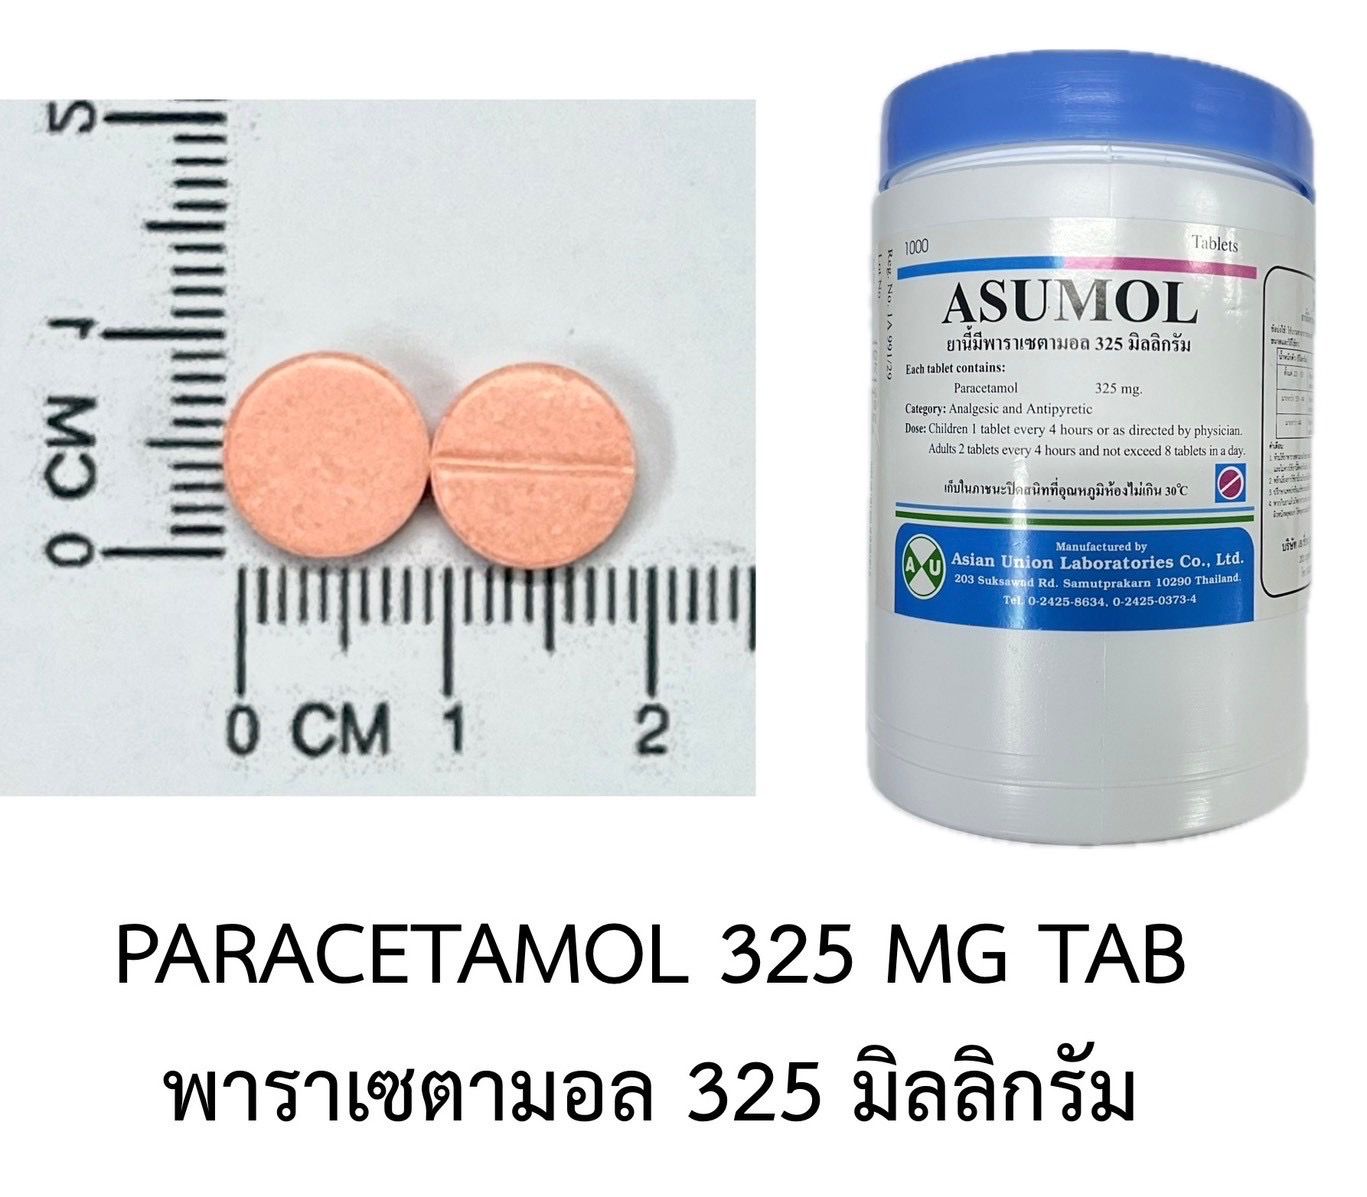 2
1
CM
0
0 CM 1 2
1000 Tablets
ASUMOL
ยานี้มีพาราเซตามอล 325 มิลลิกรัม
Each tablet contains:
Paracetamol 325 mg.
Category: Analgesic and Antipyretic
Dose: Children 1 tablet every 4 hours or as directed by physician.
Adults 2 tablets every 4 hours and not exceed 8 tablets in a day.
เก็บในภาชนะปิดสนิทที่อุณหภูมิห้องไม่เกิน 30°C
Manufactured by
AU Asian Union Laboratories Co., Ltd.
203 Suksawad Rd. Samutprakarn 10290 Thailand.
Tel. 0-2425-8634, 0-2425-0373-4
Reg. No. 1A 991/29
PARACETAMOL 325 MG TAB
พาราเซตามอล 325 มิลลิกรัม